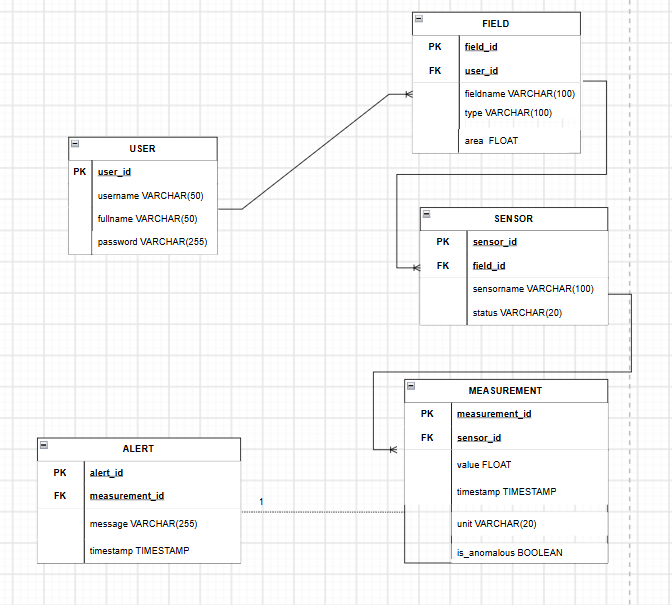 FIELD
PK field_id
FK user_id
fieldname VARCHAR(100)
type VARCHAR(100)
area FLOAT
USER
PK user_id
username VARCHAR(50)
fullname VARCHAR(50)
password VARCHAR(255)
SENSOR
PK sensor_id
FK field_id
sensorname VARCHAR(100)
status VARCHAR(20)
MEASUREMENT
PK measurement_id
FK sensor_id
value FLOAT
timestamp TIMESTAMP
unit VARCHAR(20)
is_anomalous BOOLEAN
ALERT
PK alert_id
FK measurement_id
message VARCHAR(255)
timestamp TIMESTAMP
1